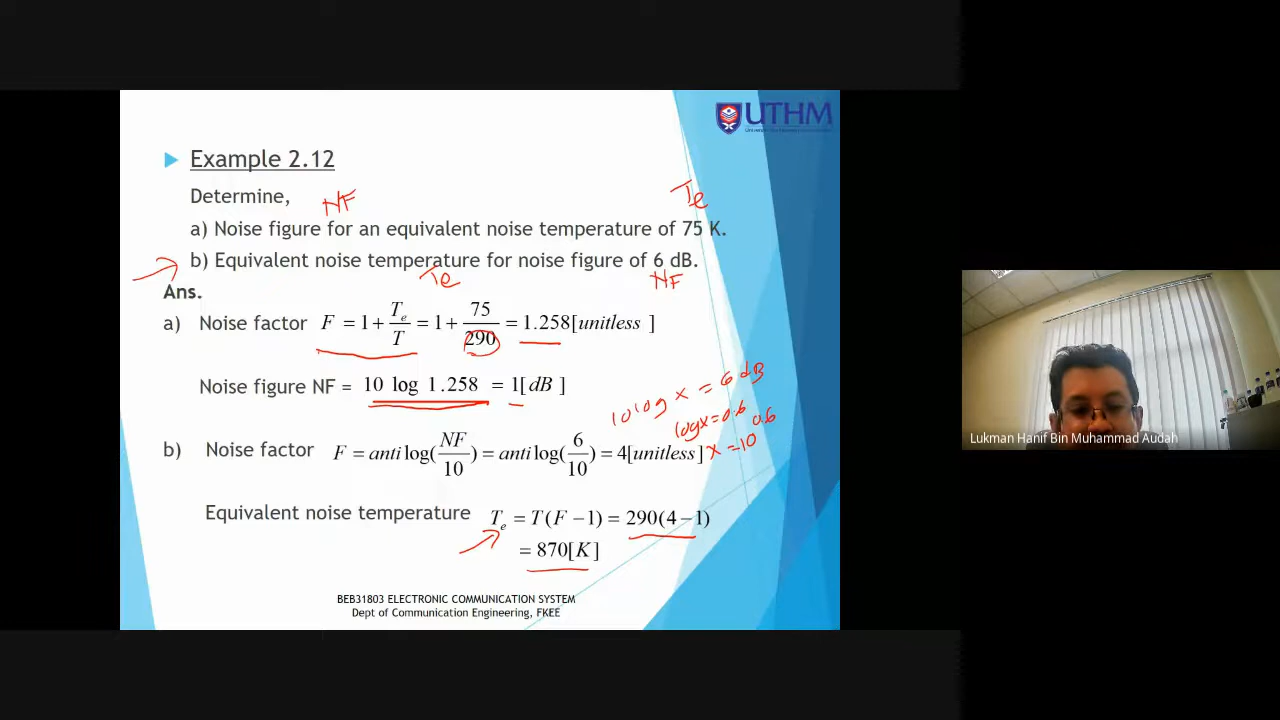 UTHM
Example 2.12
Determine,
NF
Te
a) Noise figure for an equivalent noise temperature of 75 K.
b) Equivalent noise temperature for noise figure of 6 dB.
Te
NF
Ans.
a) Noise factor F = 1 + Te/T = 1 + 75/290 = 1.258[unitless ]
Noise figure NF = 10 log 1.258 = 1[dB ]
10 log x = 6 dB
log x = 0.6
x = 10^0.6
b) Noise factor F = anti log(NF/10) = anti log(6/10) = 4[unitless]
Equivalent noise temperature Te = T(F − 1) = 290(4 − 1)
= 870[K]
BEB31803 ELECTRONIC COMMUNICATION SYSTEM
Dept of Communication Engineering, FKEE
Lukman Hanif Bin Muhammad Audah